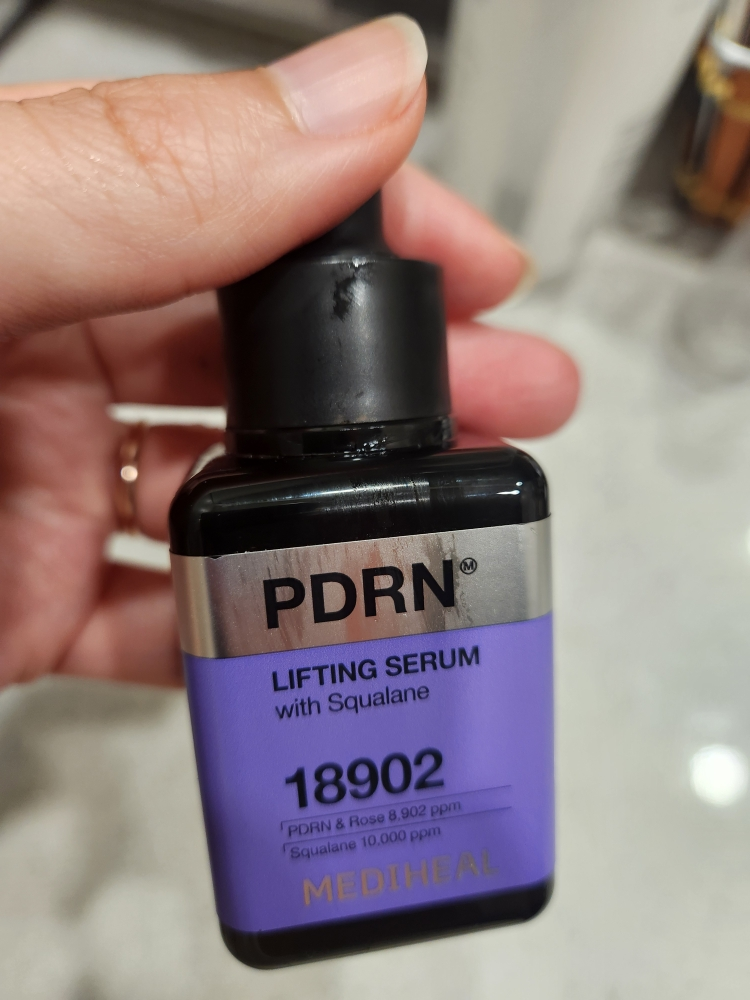 PDRN Ⓜ
LIFTING SERUM
with Squalane
18902
PDRN & Rose 8,902 ppm
Squalane 10,000 ppm
MEDIHEAL